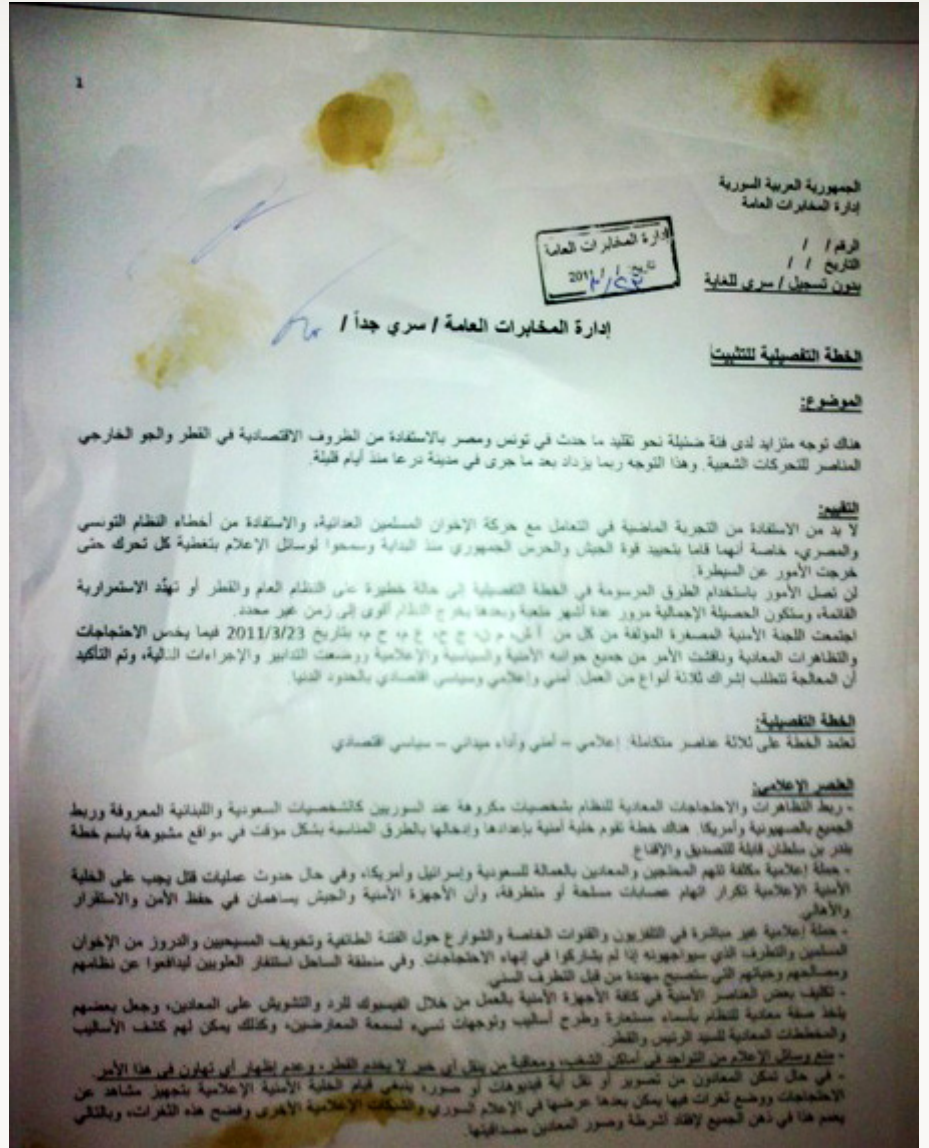 1
الجمهورية العربية السورية
إدارة المخابرات العامة
الرقم / /
التاريخ / /
بدون تسجيل / سري للغاية
إدارة المخابرات العامة
تاريخ / / 2011
إدارة المخابرات العامة / سري جداً /
الخطة التفصيلية للتثبيت
الموضوع:
هناك توجه متزايد لدى فئة ضئيلة نحو تقليد ما حدث في تونس ومصر بالاستفادة من الظروف الاقتصادية في القطر والجو الخارجي
المناصر للتحركات الشعبية. وهذا التوجه ربما يزداد بعد ما جرى في مدينة درعا منذ أيام قليلة.
التقييم:
لا بد من الاستفادة من التجربة الماضية في التعامل مع حركة الإخوان المسلمين العدائية، والاستفادة من أخطاء النظام التونسي
والمصري، خاصة أنهما قاما بتحييد قوة الجيش والحرس الجمهوري منذ البداية وسمحوا لوسائل الإعلام بتغطية كل تحرك حتى
خرجت الأمور عن السيطرة.
لن تصل الأمور باستخدام الطرق المرسومة في الخطة التفصيلية إلى حالة خطيرة على النظام العام والقطر أو تهدّد الاستمرارية
القائمة، وستكون الحصيلة الإجمالية مرور عدة أشهر متعبة وبعدها يخرج النظام أقوى إلى زمن غير محدد.
اجتمعت اللجنة الأمنية المصغرة المؤلفة من كل من بتاريخ 2011/3/23 فيما يخص الاحتجاجات
والتظاهرات المعادية وناقشت الأمر من جميع جوانبه الأمنية والسياسية والإعلامية ووضعت التدابير والإجراءات التالية، وتم التأكيد
أن المعالجة تتطلب إشراك ثلاثة أنواع من العمل: أمني وإعلامي وسياسي اقتصادي بالحدود الدنيا.
الخطة التفصيلية:
تعتمد الخطة على ثلاثة عناصر متكاملة: إعلامي – أمني وأداء ميداني – سياسي اقتصادي
العنصر الإعلامي:
- ربط التظاهرات والاحتجاجات المعادية للنظام بشخصيات مكروهة عند السوريين كالشخصيات السعودية واللبنانية المعروفة وربط
الجميع بالصهيونية وأمريكا. هناك خطة تقوم خلية أمنية بإعدادها وإدخالها بالطرق المناسبة بشكل مؤقت في مواقع مشبوهة باسم خطة
بندر بن سلطان قابلة للتصديق والإقناع.
- حملة إعلامية مكثفة تتهم المحتجين والمعادين بالعمالة للسعودية وإسرائيل وأمريكا، وفي حال حدوث عمليات قتل يجب على الخلية
الأمنية الإعلامية تكرار اتهام عصابات مسلحة أو متطرفة، وأن الأجهزة الأمنية والجيش يساهمان في حفظ الأمن والاستقرار
والأهالي.
- حملة إعلامية غير مباشرة في التلفزيون والقنوات الخاصة والشوارع حول الفتنة الطائفية وتخويف المسيحيين والدروز من الإخوان
المسلمين والتطرف الذي سيواجهونه إذا لم يشاركوا في إنهاء الاحتجاجات. وفي منطقة الساحل استنفار العلويين ليدافعوا عن نظامهم
ومصالحهم وحياتهم التي ستصبح مهددة من قبل التطرف السني.
- تكليف بعض العناصر الأمنية في كافة الأجهزة الأمنية بالعمل من خلال الفيسبوك للرد والتشويش على المعادين، وجعل بعضهم
يأخذ صفة معادية للنظام بأسماء مستعارة وطرح أساليب وتوجهات تسيء لسمعة المعارضين، وكذلك يمكن لهم كشف الأساليب
والمخططات المعادية للسيد الرئيس والقطر.
- منع وسائل الإعلام من التواجد في أماكن الشغب، ومعاقبة من ينقل أي خبر لا يخدم القطر، وعدم إظهار أي تهاون في هذا الأمر.
- في حال تمكن المعادون من تصوير أو نقل أية فيديوهات أو صور، ينبغي قيام الخلية الأمنية الإعلامية بتجهيز مشاهد عن
الاحتجاجات ووضع ثغرات فيها يمكن بعدها عرضها في الإعلام السوري والشبكات الإعلامية الأخرى وفضح هذه الثغرات، وبالتالي
يعمم هذا في ذهن الجميع لإفقاد أشرطة وصور المعادين مصداقيتها.